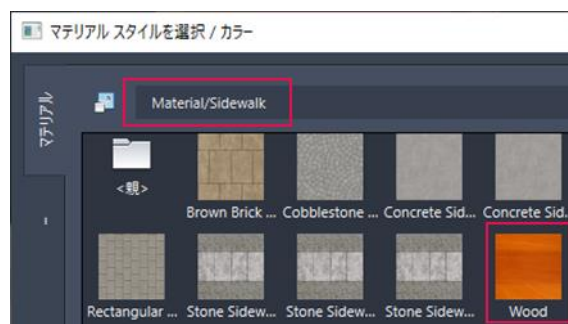 マテリアル スタイルを選択 / カラー
マテリアル
Material/Sidewalk
<親>
Brown Brick ...
Cobblestone ...
Concrete Sid...
Concrete Sid.
Rectangular ...
Stone Sidew...
Stone Sidew...
Stone Sidew...
Wood